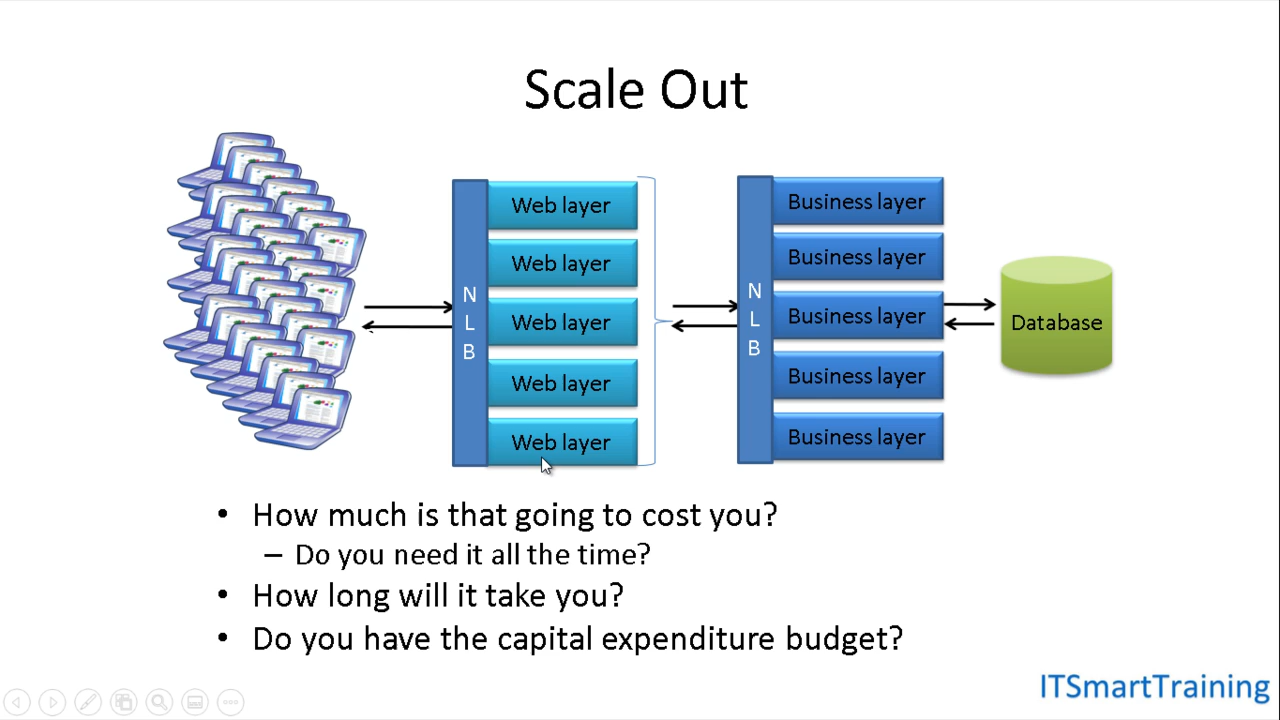 Scale Out
N
L
B
Web layer
Web layer
Web layer
Web layer
Web layer
N
L
B
Business layer
Business layer
Business layer
Business layer
Business layer
Database
• How much is that going to cost you?
– Do you need it all the time?
• How long will it take you?
• Do you have the capital expenditure budget?
ITSmartTraining